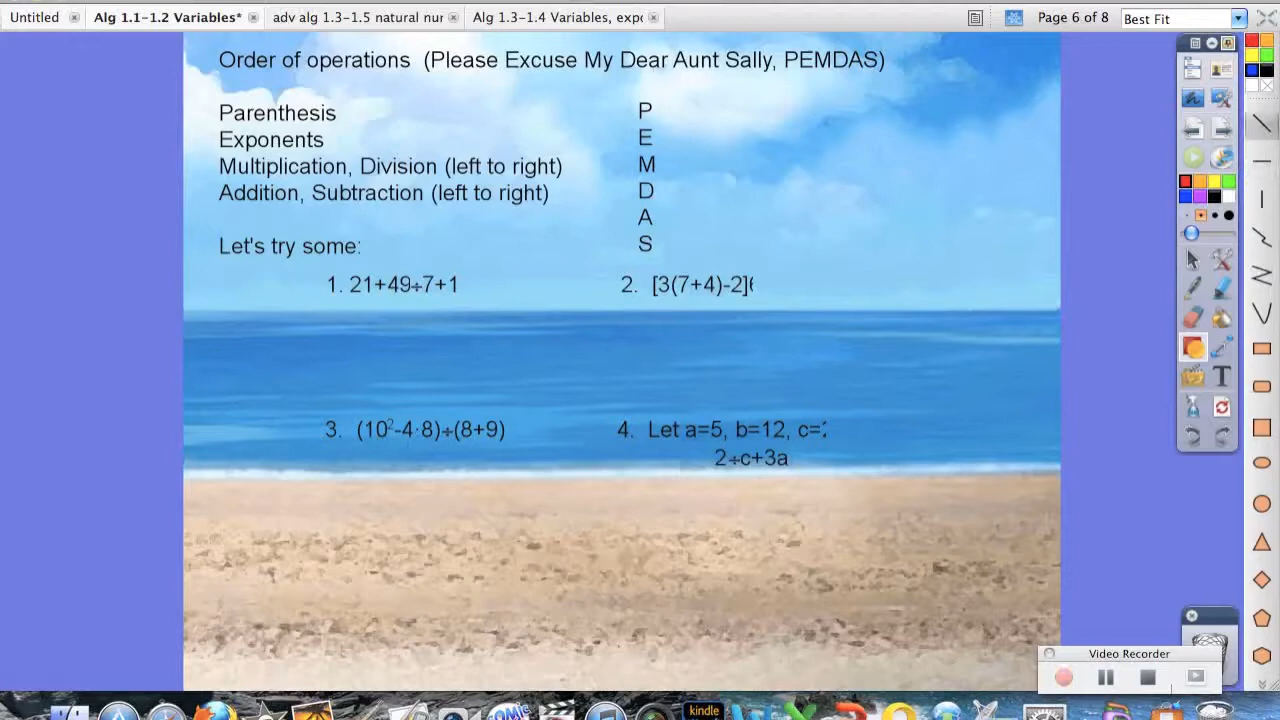 Untitled
Alg 1.1-1.2 Variables*
adv alg 1.3-1.5 natural nur
Alg 1.3-1.4 Variables, expo
Page 6 of 8
Best Fit
Order of operations (Please Excuse My Dear Aunt Sally, PEMDAS)
Parenthesis
Exponents
Multiplication, Division (left to right)
Addition, Subtraction (left to right)
P
E
M
D
A
S
Let's try some:
1. 21+49÷7+1
2. [3(7+4)-2]
3. (10²-4·8)÷(8+9)
4. Let a=5, b=12, c=
2÷c+3a
T
Video Recorder
COMIC
kindle